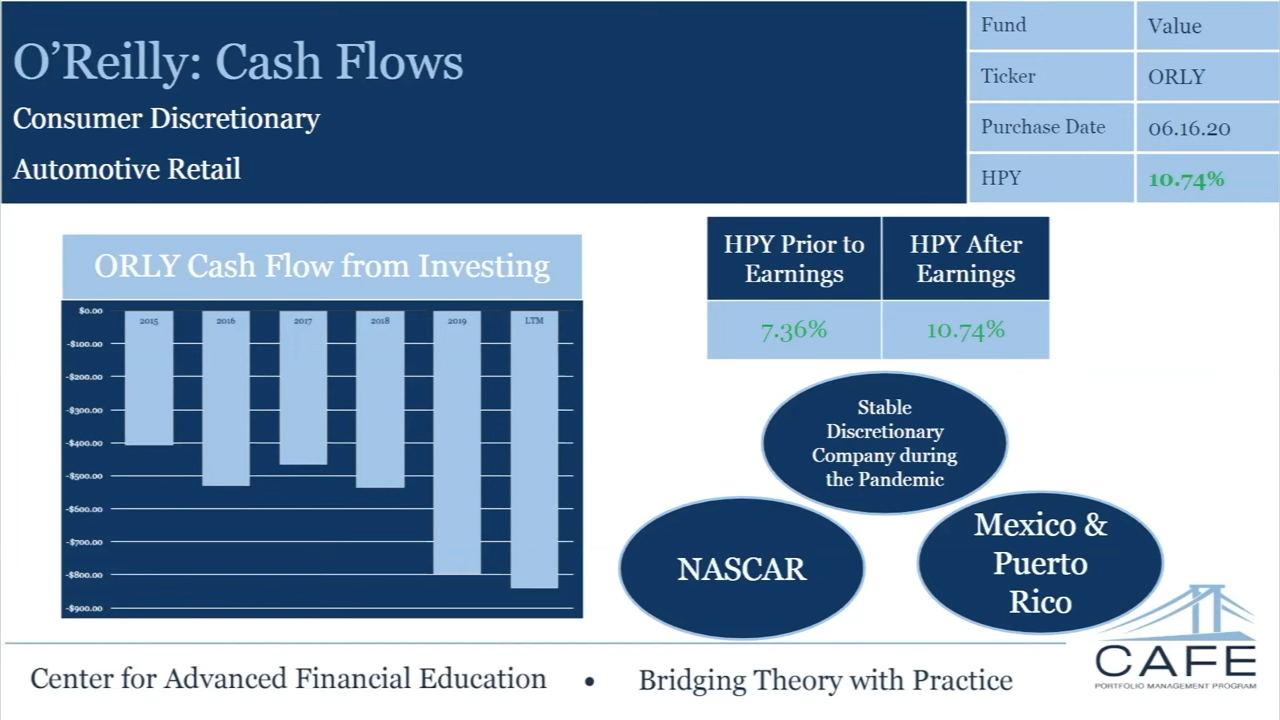 O’Reilly: Cash Flows
Consumer Discretionary
Automotive Retail
Fund Value
Ticker ORLY
Purchase Date 06.16.20
HPY 10.74%
ORLY Cash Flow from Investing
$0.00
-$100.00
-$200.00
-$300.00
-$400.00
-$500.00
-$600.00
-$700.00
-$800.00
-$900.00
2015 2016 2017 2018 2019 LTM
HPY Prior to
Earnings
HPY After
Earnings
7.36% 10.74%
Stable
Discretionary
Company during
the Pandemic
NASCAR
Mexico &
Puerto
Rico
Center for Advanced Financial Education • Bridging Theory with Practice
CAFE
PORTFOLIO MANAGEMENT PROGRAM